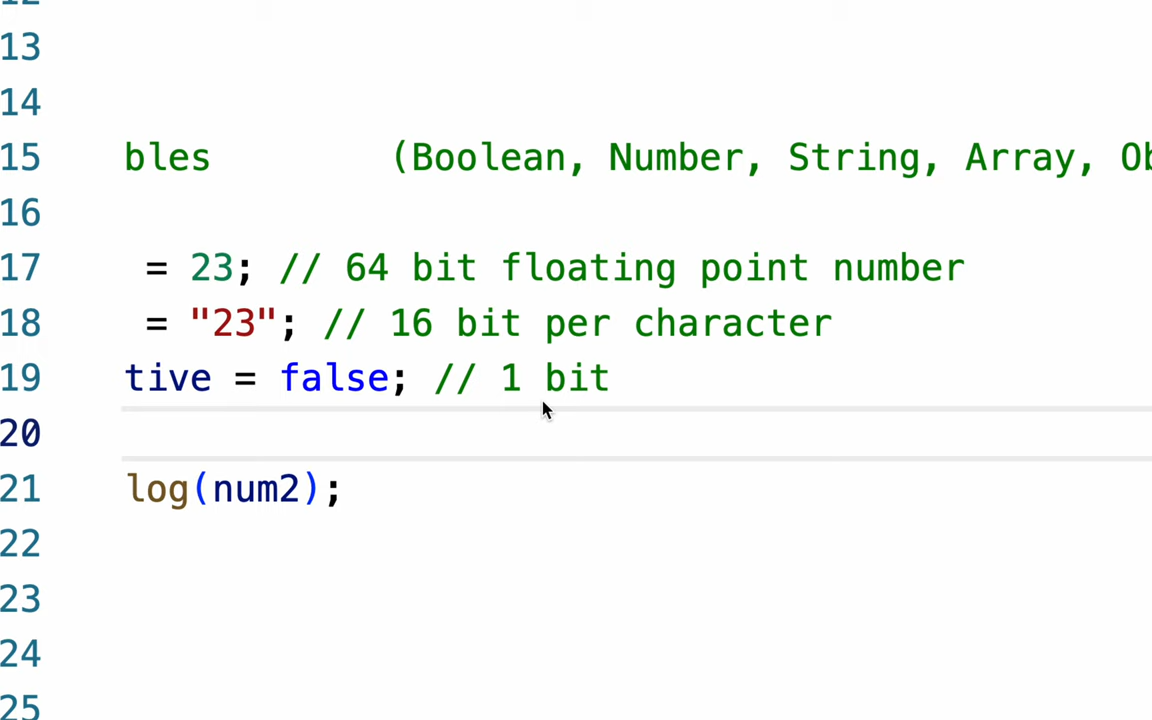 13
14
15 bles (Boolean, Number, String, Array, Ob
16
17 = 23; // 64 bit floating point number
18 = "23"; // 16 bit per character
19 tive = false; // 1 bit
20
21 log(num2);
22
23
24
25